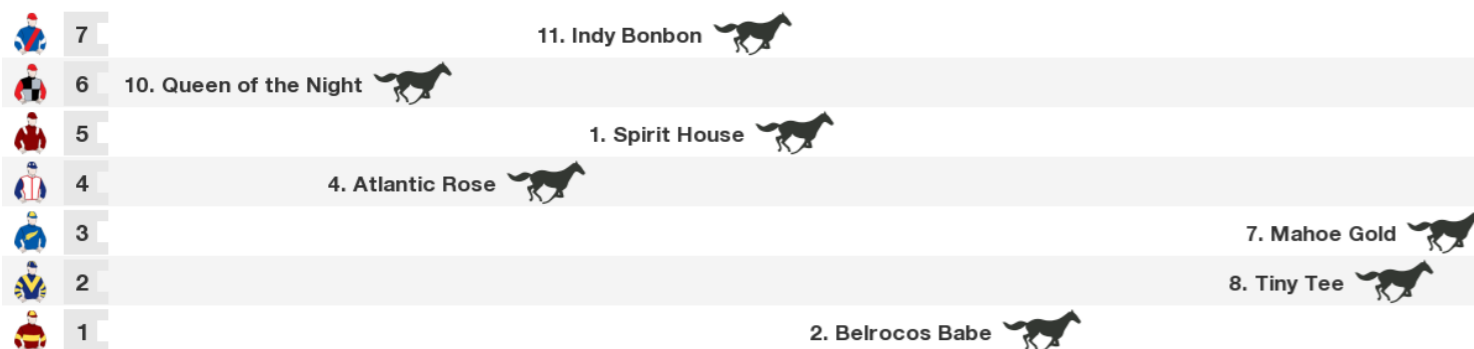 7 11. Indy Bonbon
6 10. Queen of the Night
5 1. Spirit House
4 4. Atlantic Rose
3 7. Mahoe Gold
2 8. Tiny Tee
1 2. Belrocos Babe